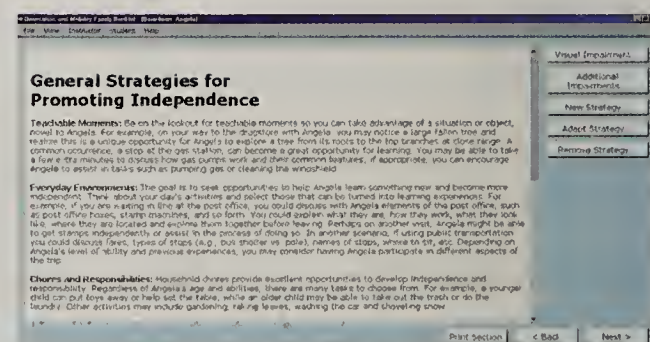 Orientation and Mobility Family Booklet (Boardman Angela)
File View Instructor Student Help
Visual Impairment
Additional
Impairments
New Strategy
Adapt Strategy
Remove Strategy
General Strategies for
Promoting Independence
Teachable Moments: Be on the lookout for teachable moments so you can take advantage of a situation or object,
novel to Angela. For example, on your way to the drugstore with Angela you may notice a large fallen tree and
realize this is a unique opportunity for Angela to explore a tree from its roots to the top branches at close range. A
common occurrence, a stop at the gas station, can become a great opportunity for learning. You may be able to take
a few extra minutes to discuss how gas pumps work and their common features, if appropriate, you can encourage
Angela to assist in tasks such as pumping gas or cleaning the windshield
Everyday Environments: The goal is to seek opportunities to help Angela learn something new and become more
independent. Think about your day's activities and select those that can be turned into learning experiences. For
example, if you are waiting in line at the post office, you could discuss with Angela elements of the post office, such
as post office boxes, stamp machines, and so forth. You could explain what they are, how they work, what they look
like, where they are located and explore them together before leaving. Perhaps on another visit, Angela might be able
to get stamps independently or assist in the process of doing so. In another scenario, if using public transportation
you could discuss fares, types of stops (e.g., bus shelter vs. pole), names of stops, where to sit, etc. Depending on
Angela's level of ability and previous experiences, you may consider having Angela participate in different aspects of
the trip.
Chores and Responsibilities: Household chores provide excellent opportunities to develop independence and
responsibility. Regardless of Angela's age and abilities, there are many tasks to choose from. For example, a younger
child can put toys away or help set the table, while an older child may be able to take out the trash or do the
laundry. Other activities may include gardening, raking leaves, washing the car and shoveling snow
Print Section
< Back
Next >